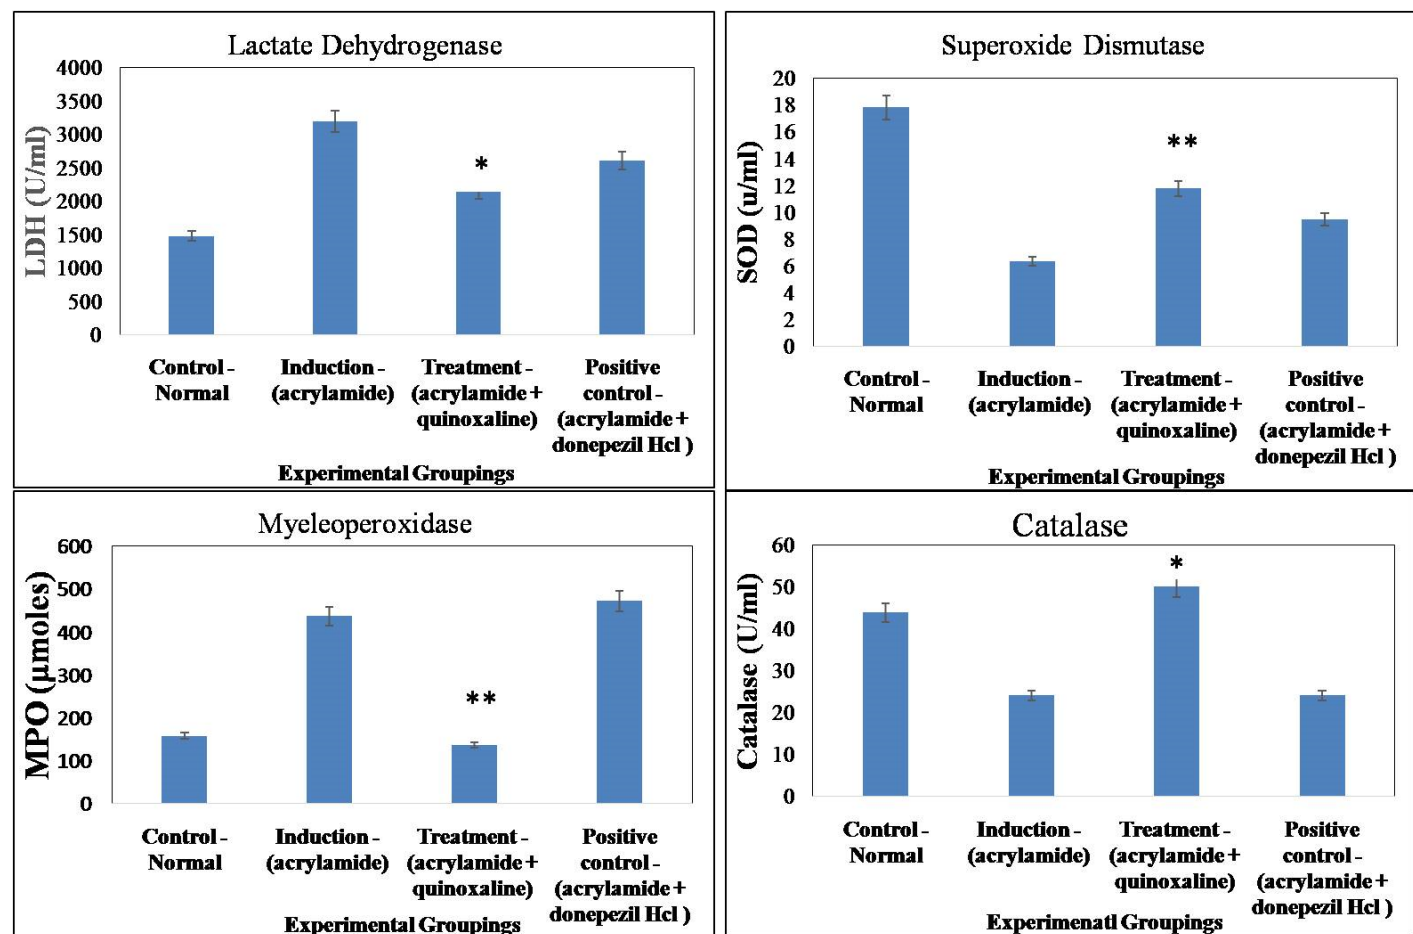 Lactate Dehydrogenase
LDH (U/ml)
4000
3500
3000
2500
2000
1500
1000
500
0
*
Control - Induction - Treatment - Positive
Normal (acrylamide) (acrylamide + control -
quinoxaline) (acrylamide +
donepezil Hcl )
Experimental Groupings
Superoxide Dismutase
SOD (u/ml)
20
18
16
14
12
10
8
6
4
2
0
**
Control - Induction - Treatment - Positive
Normal (acrylamide) (acrylamide + control -
quinoxaline) (acrylamide +
donepezil Hcl )
Experimental Groupings
Myeleoperoxidase
MPO (µmoles)
600
500
400
300
200
100
0
**
Control - Induction - Treatment - Positive
Normal (acrylamide) (acrylamide + control -
quinoxaline) (acrylamide +
donepezil Hcl )
Experimental Groupings
Catalase
Catalase (U/ml)
60
50
40
30
20
10
0
*
Control - Induction - Treatment - Positive
Normal (acrylamide) (acrylamide + control -
quinoxaline) (acrylamide +
donepezil Hcl )
Experimenatl Groupings